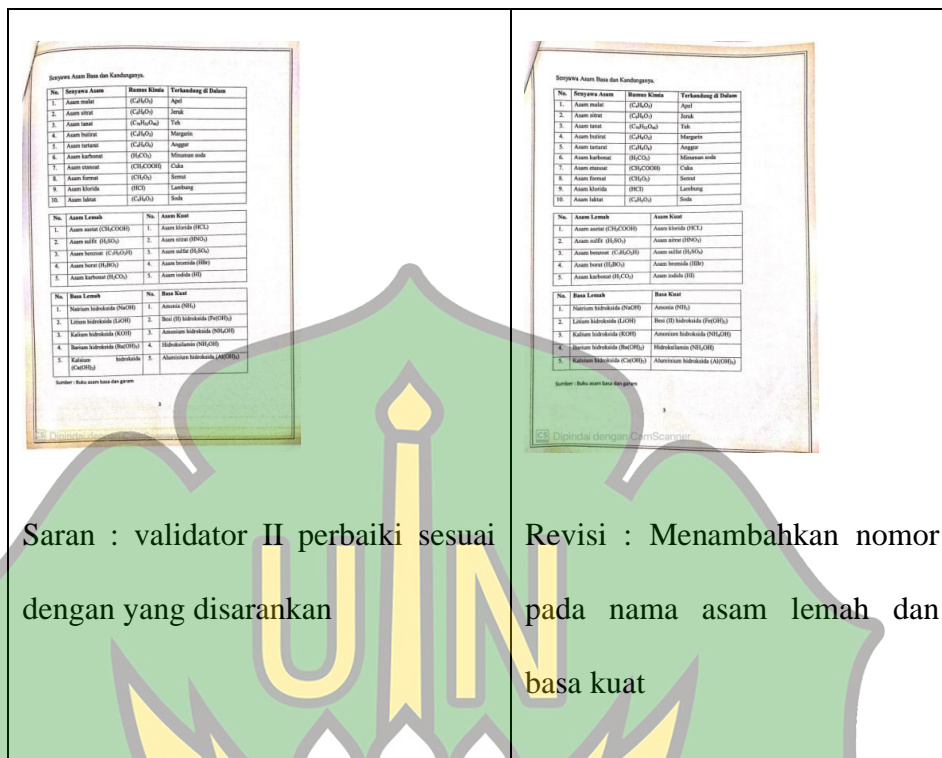 Senyawa Asam Basa dan Kandunganya.
No. Senyawa Asam Rumus Kimia Terkandung di Dalam
1. Asam malat (C₄H₆O₅) Apel
2. Asam sitrat (C₆H₈O₇) Jeruk
3. Asam tanat (C₇₆H₅₂O₄₆) Teh
4. Asam butirat (C₄H₈O₂) Margarin
5. Asam tartarat (C₄H₆O₆) Anggur
6. Asam karbonat (H₂CO₃) Minuman soda
7. Asam etanoat (CH₃COOH) Cuka
8. Asam format (CH₂O₂) Semut
9. Asam klorida (HCl) Lambung
10. Asam laktat Soda
No. Asam Lemah No. Asam Kuat
1. Asam asetat (CH₃COOH) 1. Asam klorida (HCL)
2. Asam sulfit (H₂SO₃) 2. Asam nitrat (HNO₃)
3. Asam benzoat 3. Asam sulfat (H₂SO₄)
4. Asam borat (H₃BO₃) 4. Asam bromida (HBr)
5. Asam karbonat (H₂CO₃) 5. Asam iodida (HI)
No. Basa Lemah No. Basa Kuat
1. Natrium hidroksida (NaOH) 1. Amonia (NH₃)
2. Litium hidroksida (LiOH) 2. Besi (II) hidroksida (Fe(OH)₂)
3. Kalium hidroksida (KOH) 3. Amonium hidroksida (NH₄OH)
4. Barium hidroksida (Ba(OH)₂) 4. Hidroksilamin (NH₂OH)
5. Kalsium hidroksida 5. Aluminium hidroksida (Al(OH)₃)
(Ca(OH)₂)
Sumber : Buku asam basa dan garam
3
CS Dipindai dengan CamScanner
Saran : validator II perbaiki sesuai
dengan yang disarankan
Senyawa Asam Basa dan Kandunganya.
No. Senyawa Asam Rumus Kimia Terkandung di Dalam
1. Asam malat (C₄H₆O₅) Apel
2. Asam sitrat (C₆H₈O₇) Jeruk
3. Asam tanat (C₇₆H₅₂O₄₆) Teh
4. Asam butirat (C₄H₈O₂) Margarin
5. Asam tartarat (C₄H₆O₆) Anggur
6. Asam karbonat (H₂CO₃) Minuman soda
7. Asam etanoat (CH₃COOH) Cuka
8. Asam format (CH₂O₂) Semut
9. Asam klorida (HCl) Lambung
10. Asam laktat Soda
No. Asam Lemah Asam Kuat
1. Asam asetat (CH₃COOH) Asam klorida (HCL)
2. Asam sulfit (H₂SO₃) Asam nitrat (HNO₃)
3. Asam benzoat Asam sulfat (H₂SO₄)
4. Asam borat (H₃BO₃) Asam bromida (HBr)
5. Asam karbonat (H₂CO₃) Asam iodida (HI)
No. Basa Lemah Basa Kuat
1. Natrium hidroksida (NaOH) Amonia (NH₃)
2. Litium hidroksida (LiOH) Besi (II) hidroksida (Fe(OH)₂)
3. Kalium hidroksida (KOH) Amonium hidroksida (NH₄OH)
4. Barium hidroksida (Ba(OH)₂) Hidroksilamin (NH₂OH)
5. Kalsium hidroksida (Ca(OH)₂) Aluminium hidroksida (Al(OH)₃)
Sumber : Buku asam basa dan garam
3
CS Dipindai dengan CamScanner
Revisi : Menambahkan nomor
pada nama asam lemah dan
basa kuat
UIN